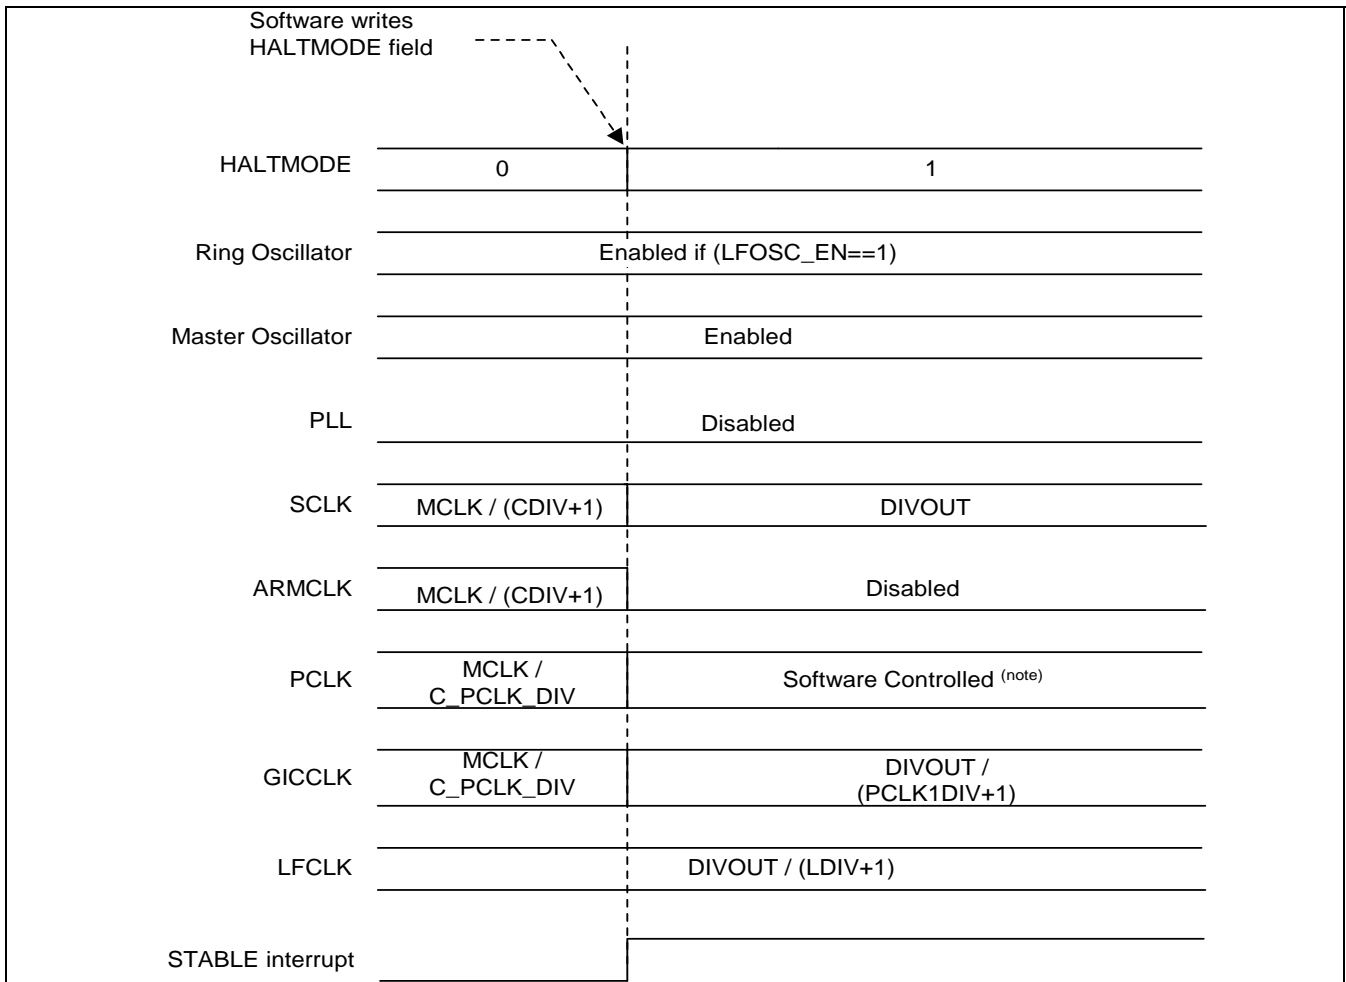 Software writes
HALTMODE field
HALTMODE
0
1
Ring Oscillator
Enabled if (LFOSC_EN==1)
Master Oscillator
Enabled
PLL
Disabled
SCLK
MCLK / (CDIV+1)
DIVOUT
ARMCLK
MCLK / (CDIV+1)
Disabled
PCLK
MCLK /
C_PCLK_DIV
Software Controlled (note)
GICCLK
MCLK /
C_PCLK_DIV
DIVOUT /
(PCLK1DIV+1)
LFCLK
DIVOUT / (LDIV+1)
STABLE interrupt